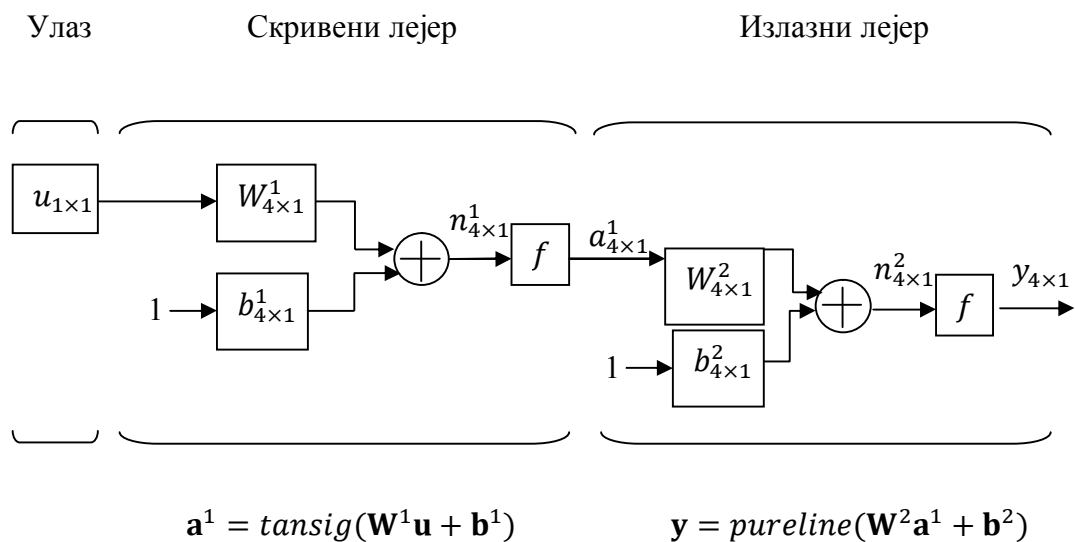 Улаз Скривени лејер Излазни лејер
u₁×₁ W¹₄×₁ n¹₄×₁ f a¹₄×₁ W²₄×₁ n²₄×₁ f y₄×₁
1 b¹₄×₁
1 b²₄×₁
a¹ = tansig(W¹u + b¹) y = pureline(W²a¹ + b²)